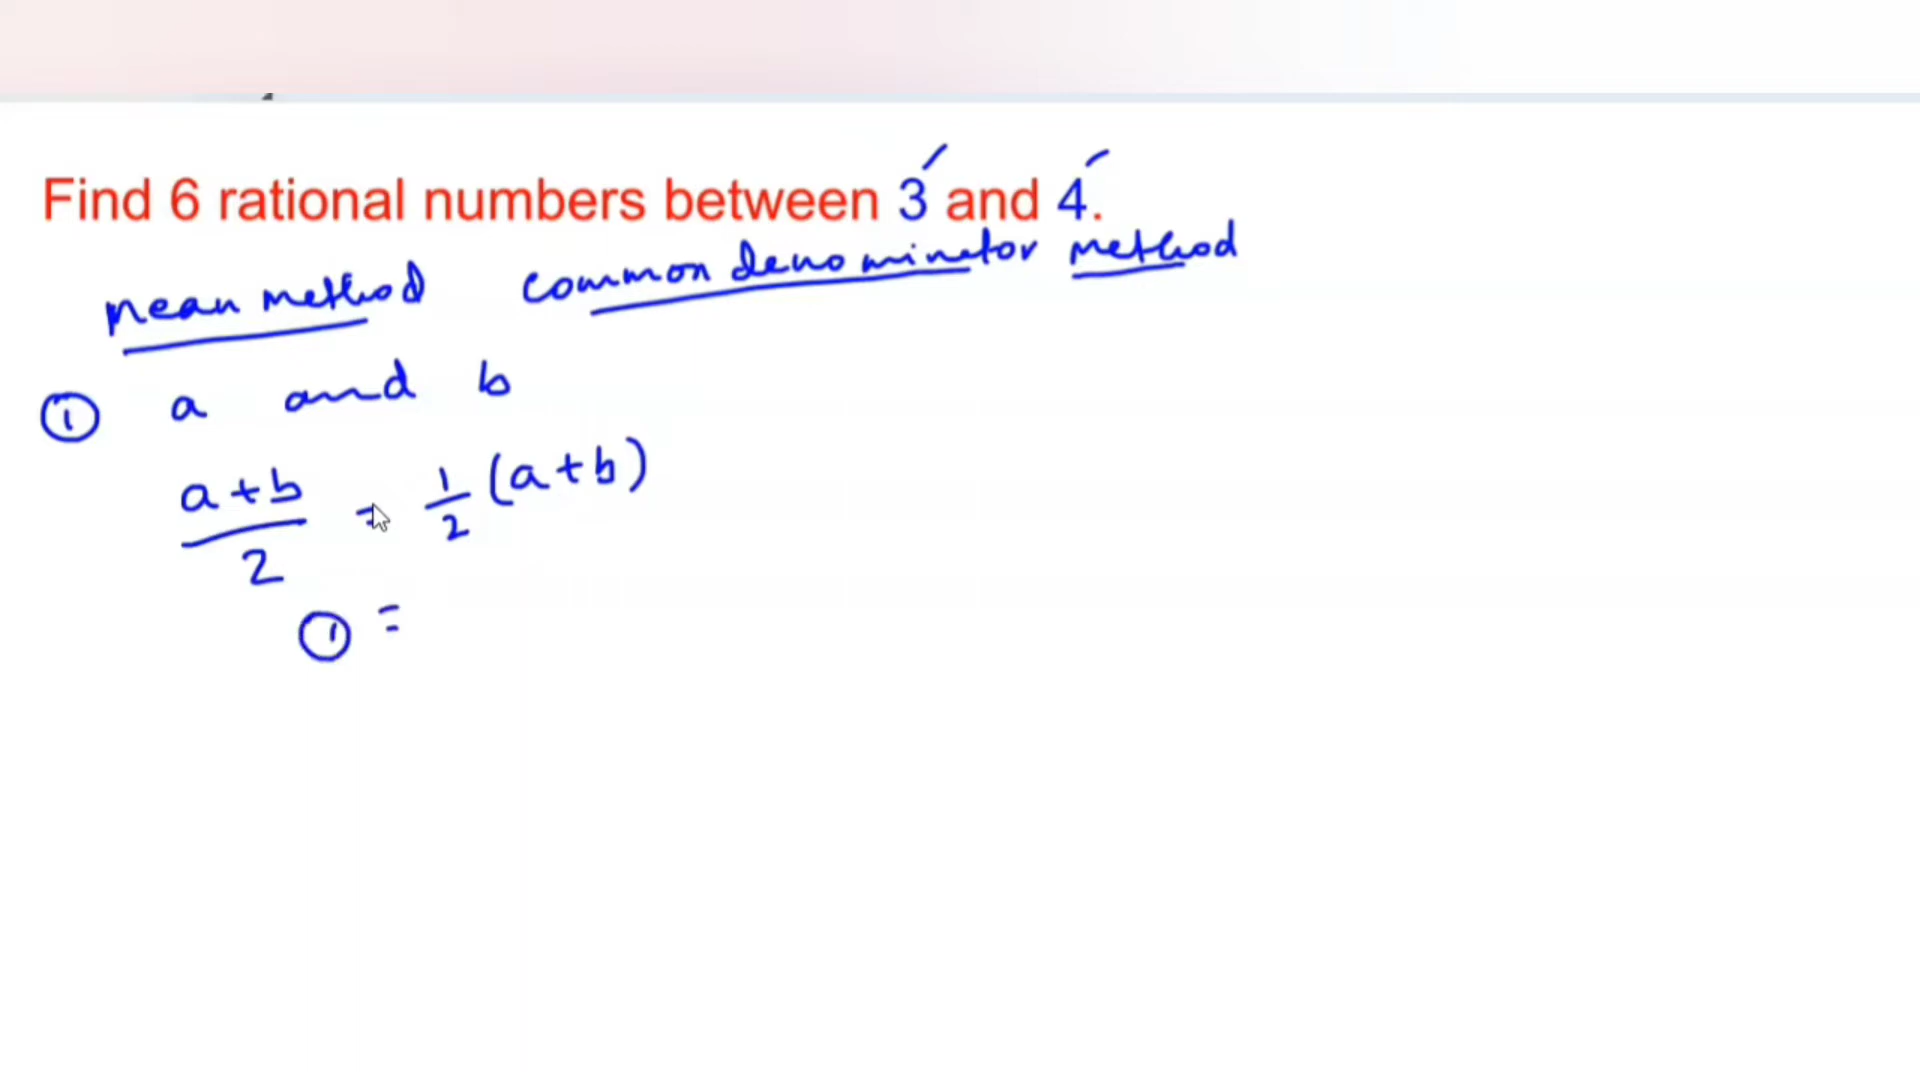 Find 6 rational numbers between 3 and 4.
mean method common denominator method
① a and b
a+b/2 = 1/2 (a+b)
① =